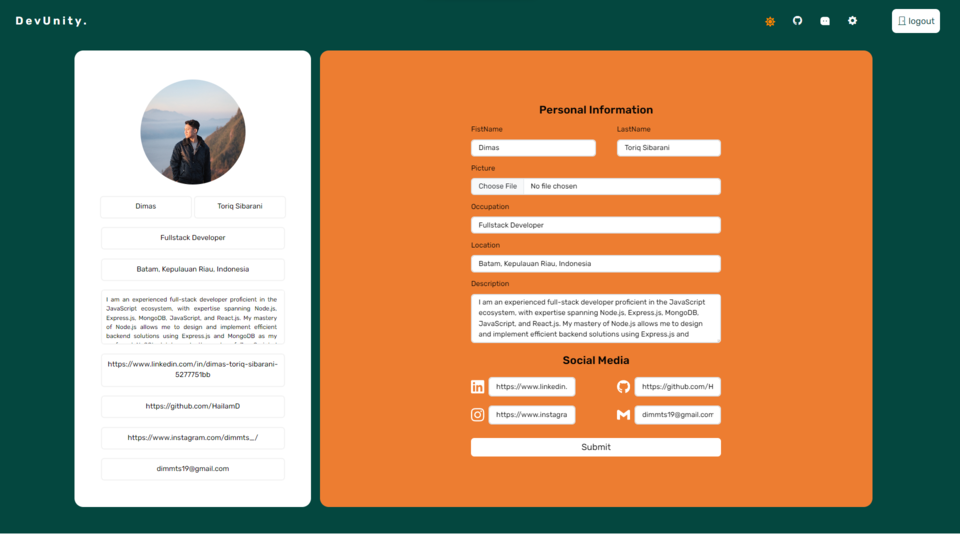 DevUnity.
logout
Dimas
Toriq Sibarani
Fullstack Developer
Batam, Kepulauan Riau, Indonesia
I am an experienced full-stack developer proficient in the
JavaScript ecosystem, with expertise spanning Node.js,
Express.js, MongoDB, JavaScript, and React.js. My mastery
of Node.js allows me to design and implement efficient
backend solutions using Express.js and MongoDB as my
https://www.linkedin.com/in/dimas-toriq-sibarani-
5277751bb
https://github.com/HailamD
https://www.instagram.com/dimmts_/
dimmts19@gmail.com
Personal Information
FistName
LastName
Dimas
Toriq Sibarani
Picture
Choose File
No file chosen
Occupation
Fullstack Developer
Location
Batam, Kepulauan Riau, Indonesia
Description
I am an experienced full-stack developer proficient in the JavaScript
ecosystem, with expertise spanning Node.js, Express.js, MongoDB,
JavaScript, and React.js. My mastery of Node.js allows me to design
and implement efficient backend solutions using Express.js and
Social Media
https://www.linkedin.
https://github.com/H
https://www.instagra
dimmts19@gmail.com
Submit